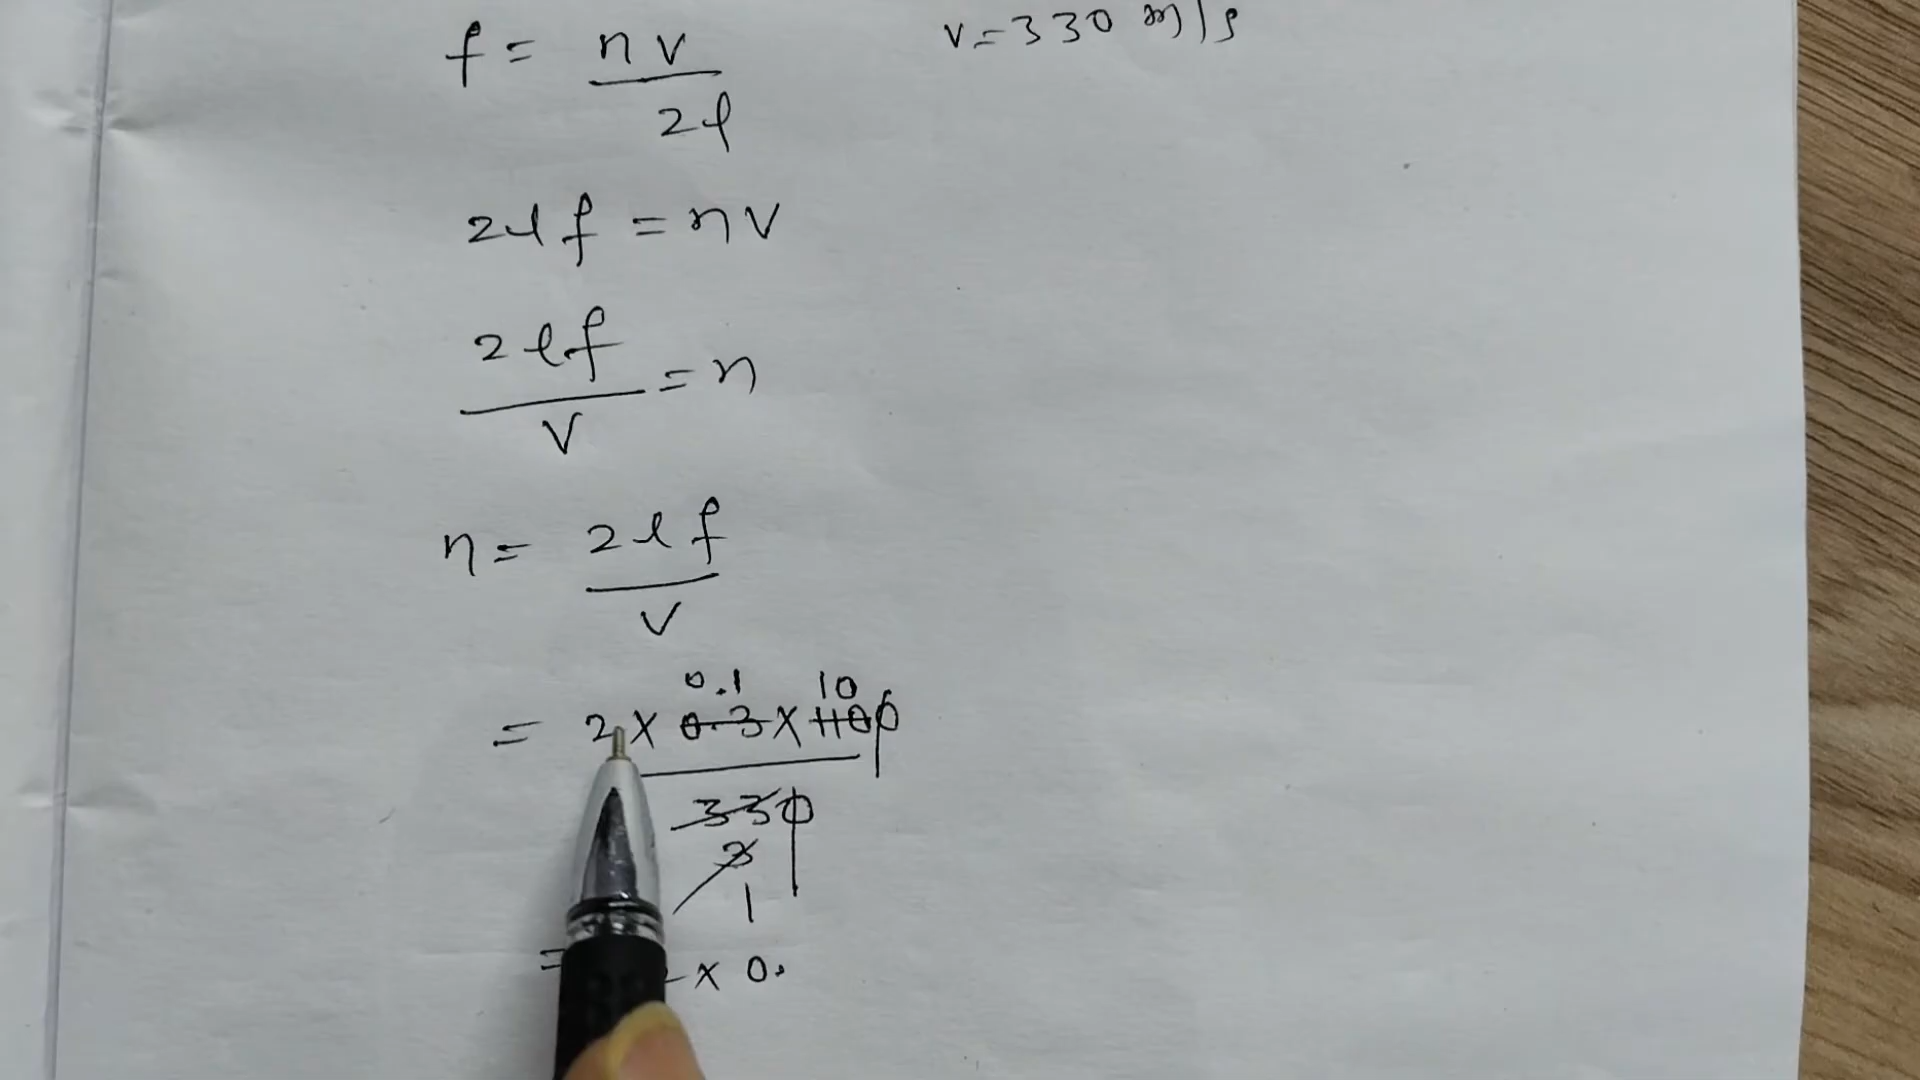 f = nv v = 330 m/s
2l
2lf = nv
2lf = n
v
n = 2lf
v
0.1 10
= 2 x 0.3 x 1100
330
3
1
= x 0.